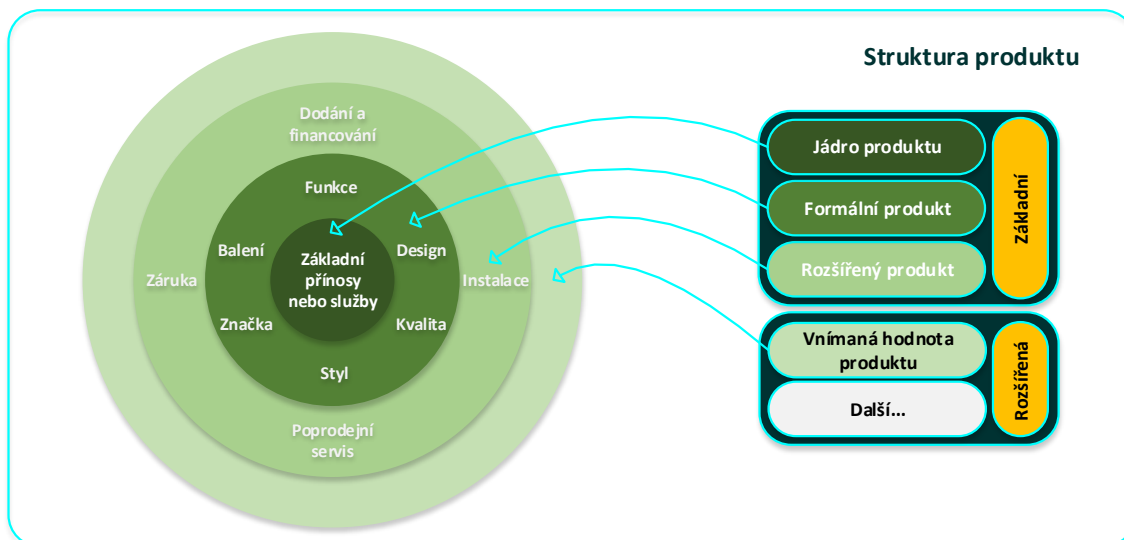 Struktura produktu
Dodání a
financování
Funkce
Balení
Design
Základní
přínosy
nebo služby
Záruka
Instalace
Značka
Kvalita
Styl
Poprodejní
servis
Jádro produktu
Formální produkt
Rozšířený produkt
Základní
Vnímaná hodnota
produktu
Další...
Rozšířená